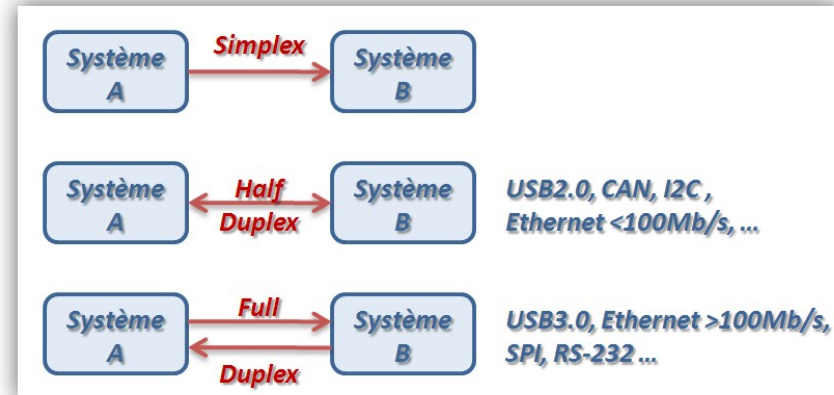 Système
A
Simplex
Système
B
Système
A
Half
Duplex
Système
B
USB2.0, CAN, I2C ,
Ethernet <100Mb/s, ...
Système
A
Full
Duplex
Système
B
USB3.0, Ethernet >100Mb/s,
SPI, RS-232 ...